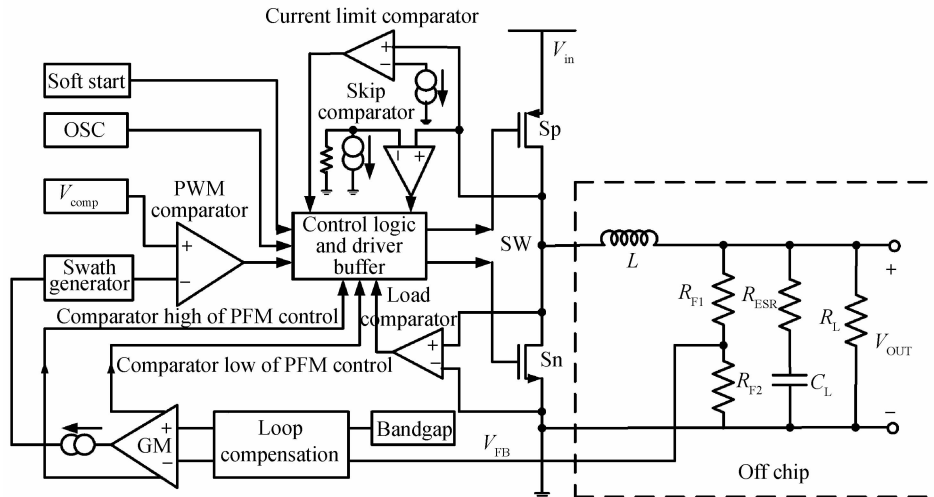 Current limit comparator
+
−
V_in
Soft start
Skip
comparator
OSC
− +
Sp
V_comp
PWM
comparator
+
−
Control logic
and driver
buffer
SW
L
+
Swath
generator
Load
comparator
Comparator high of PFM control
+
−
R_F1
R_ESR
R_L
V_OUT
Sn
Comparator low of PFM control
R_F2
C_L
−
GM
+
−
Loop
compensation
Bandgap
V_FB
Off chip